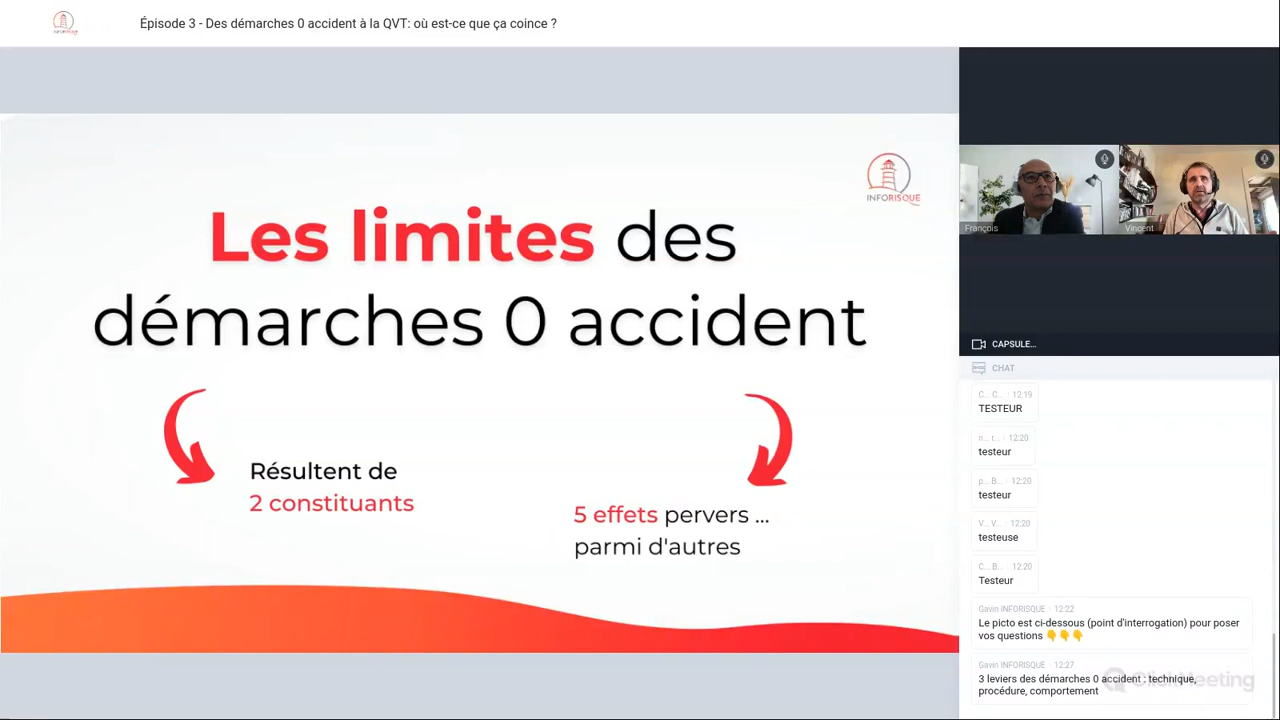 Épisode 3 - Des démarches 0 accident à la QVT: où est-ce que ça coince ?
INFORISQUE
Les limites des
démarches 0 accident
Résultent de
2 constituants
5 effets pervers ...
parmi d'autres
François
Vincent
CAPSULE...
CHAT
C... C... · 12:19
TESTEUR
n... r... · 12:20
testeur
p... B... · 12:20
testeur
V... V... · 12:20
testeuse
C... B... · 12:20
Testeur
Gavin INFORISQUE · 12:22
Le picto est ci-dessous (point d'interrogation) pour poser
vos questions 👇👇👇
Gavin INFORISQUE · 12:27
3 leviers des démarches 0 accident : technique,
procédure, comportement
ClickMeeting